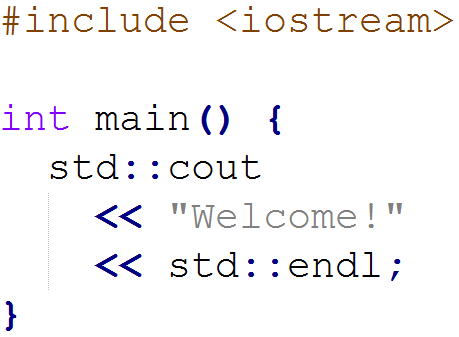 #include <iostream>
int main() {
std::cout
<< "Welcome!"
<< std::endl;
}